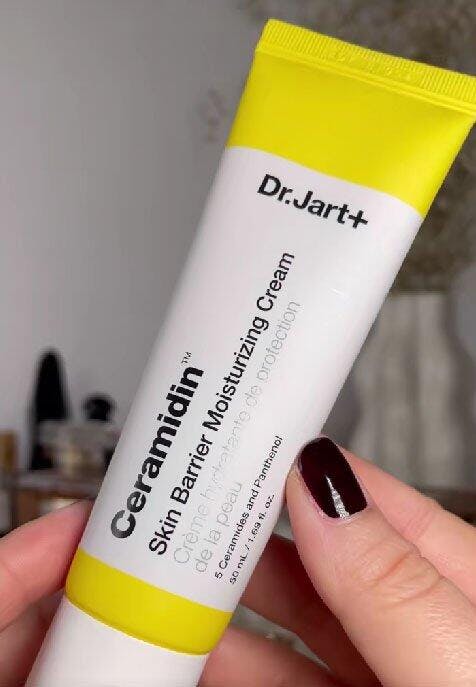 Dr.Jart+
Ceramidin™
Skin Barrier Moisturizing Cream
Crème hydratante de protection
de la peau
5 Ceramides and Panthenol
50 mL / 1.69 fl. oz.